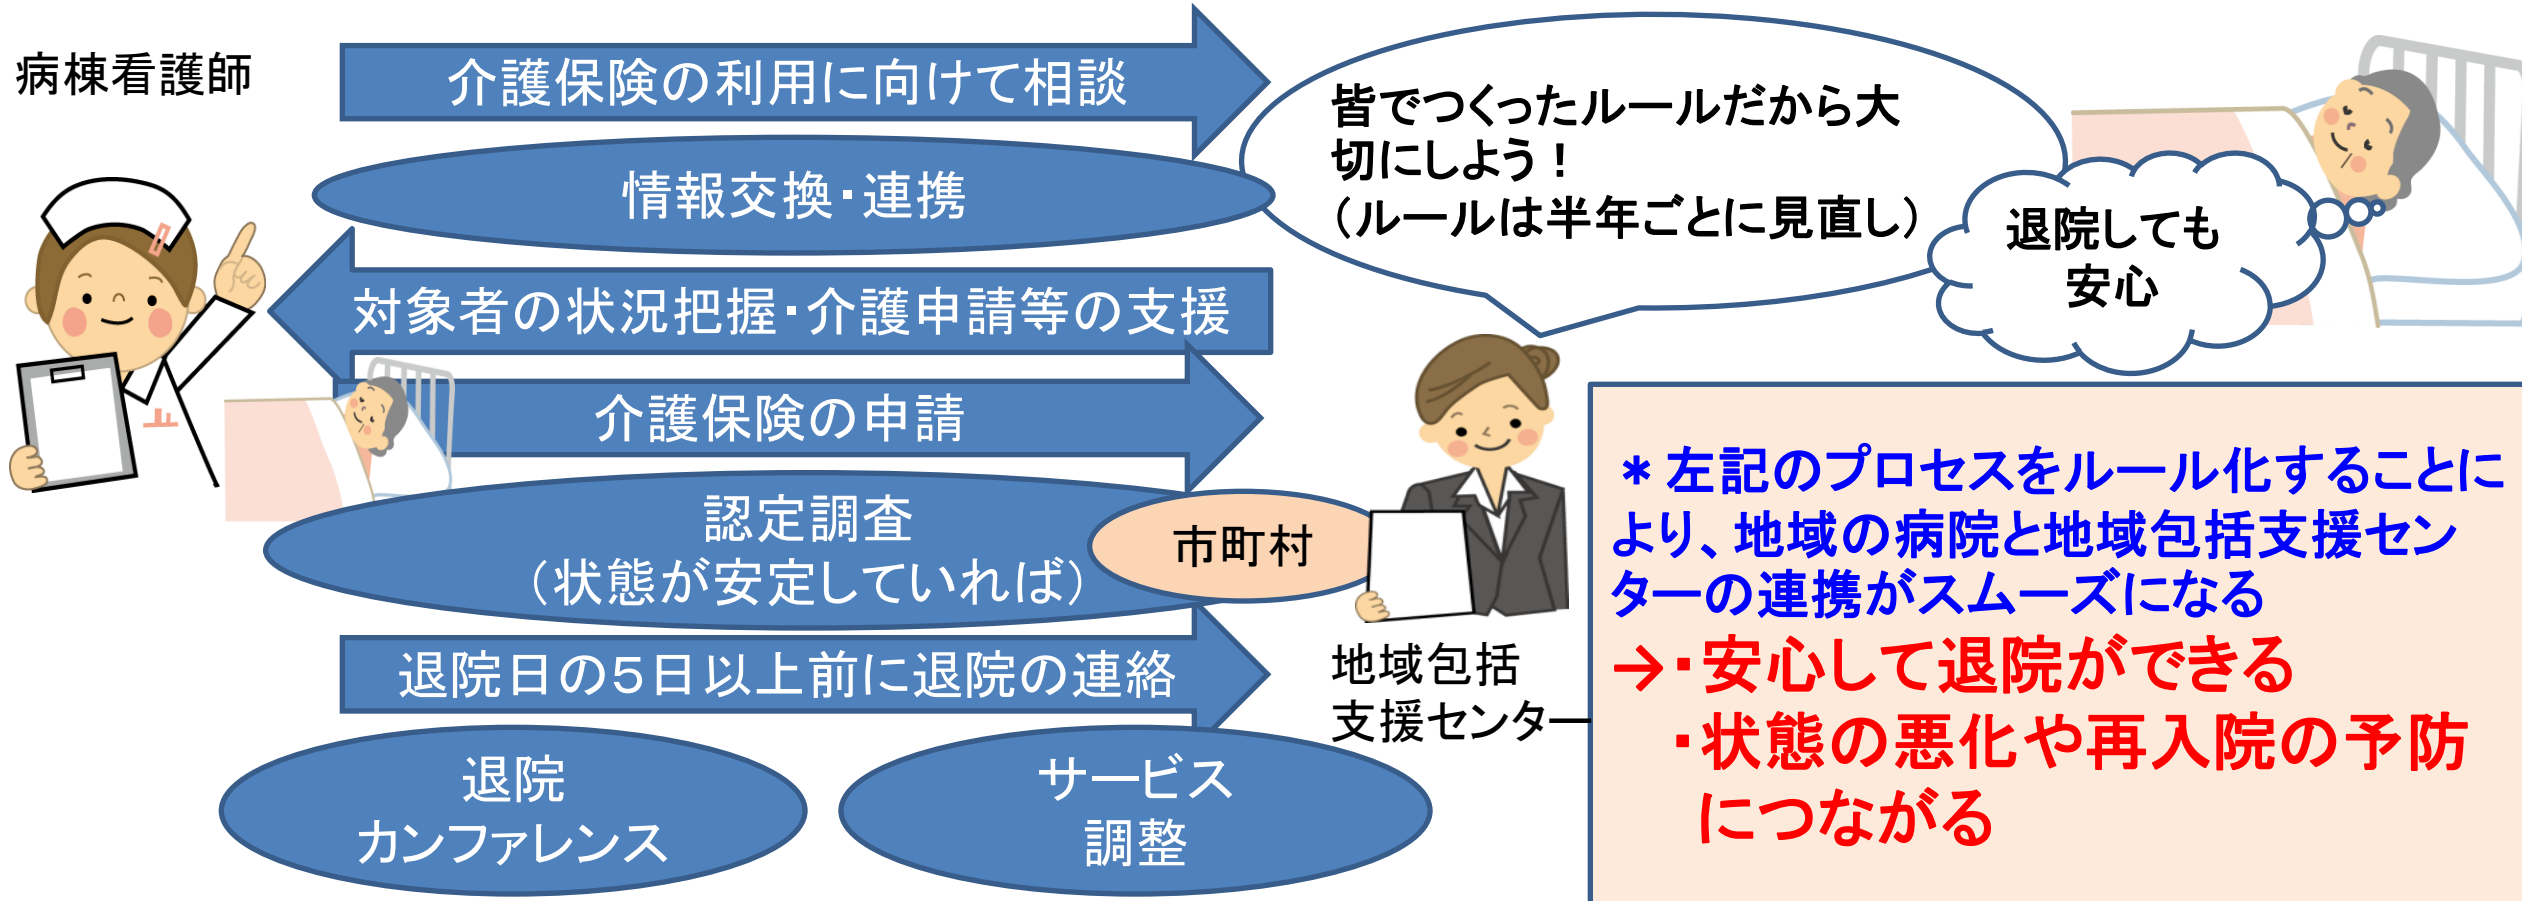 病棟看護師
介護保険の利用に向けて相談
情報交換・連携
対象者の状況把握・介護申請等の支援
介護保険の申請
認定調査
（状態が安定していれば）
市町村
退院日の５日以上前に退院の連絡
退院
カンファレンス
サービス
調整
皆でつくったルールだから大
切にしよう！
（ルールは半年ごとに見直し）
退院しても
安心
地域包括
支援センター
＊左記のプロセスをルール化することに
より、地域の病院と地域包括支援セン
ターの連携がスムーズになる
→・安心して退院ができる
・状態の悪化や再入院の予防
につながる